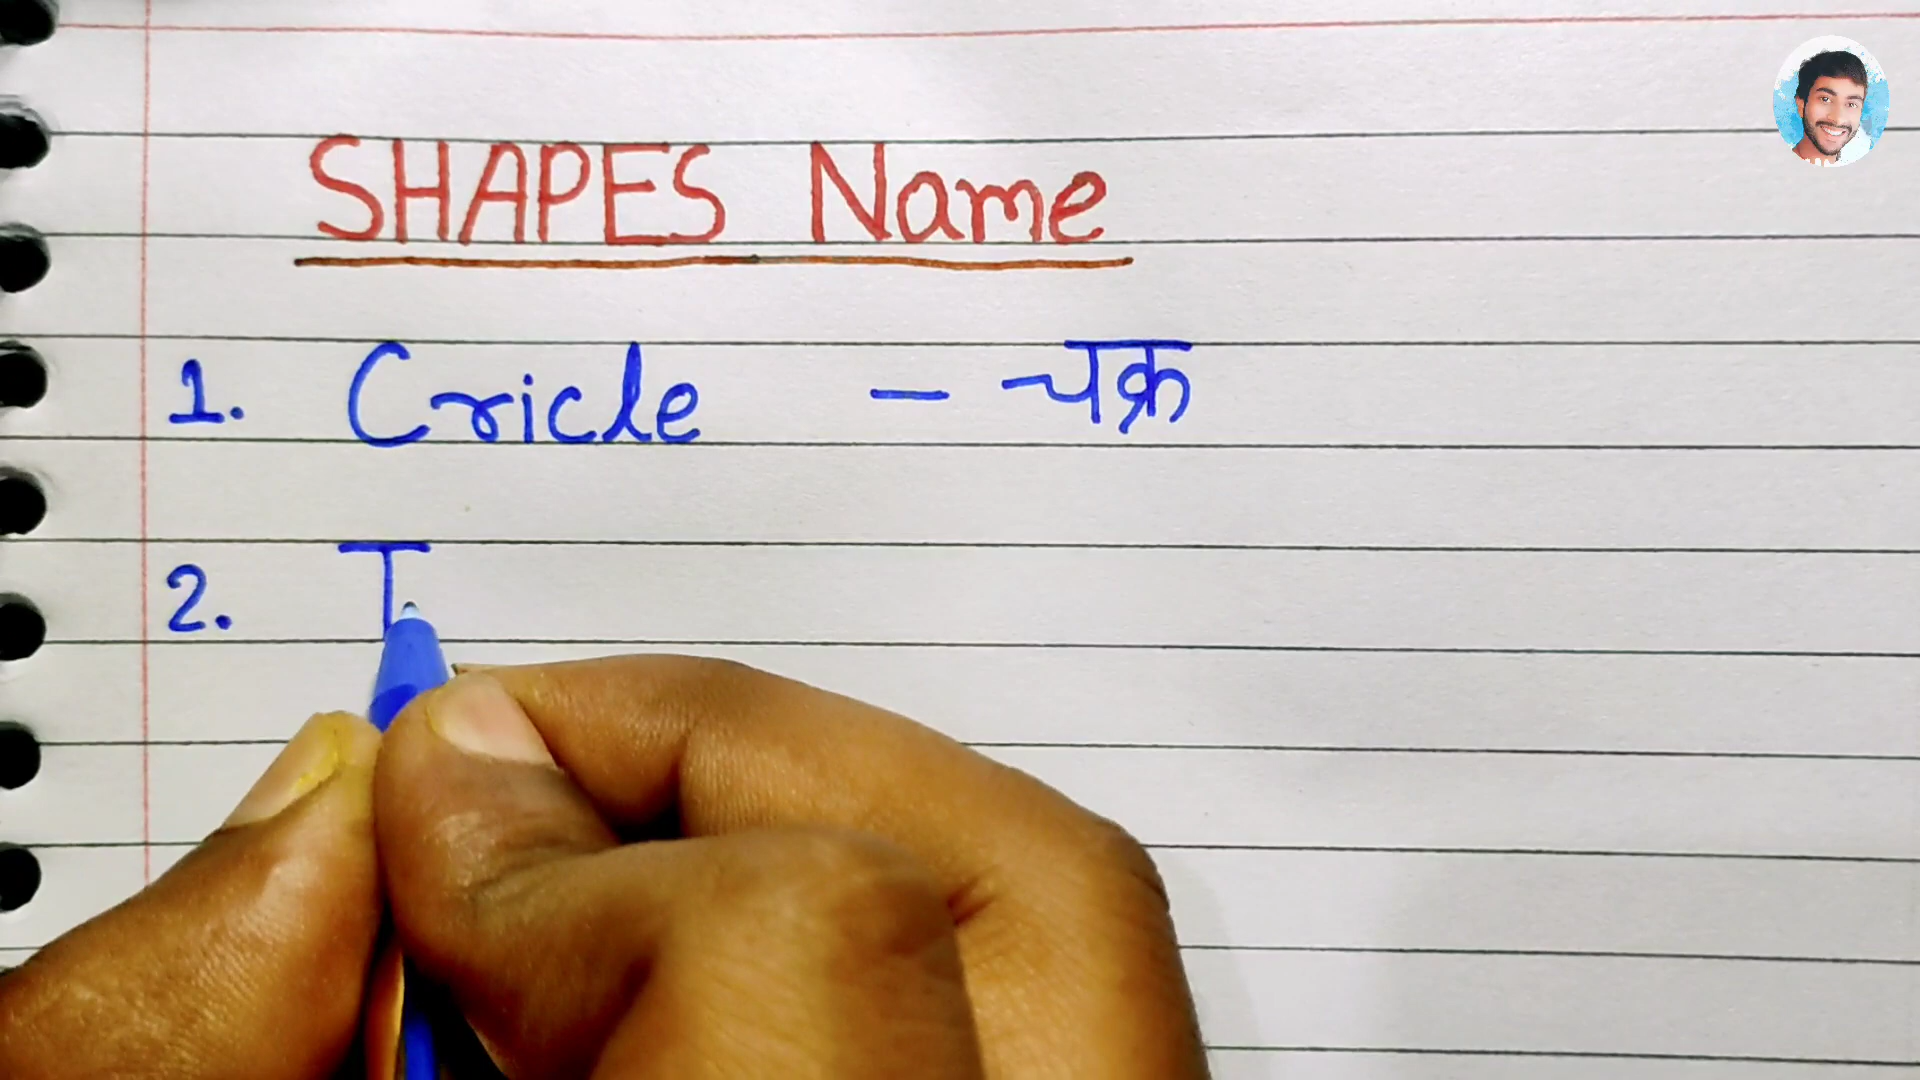 SHAPES Name
1. Cricle - चक्र
2. T